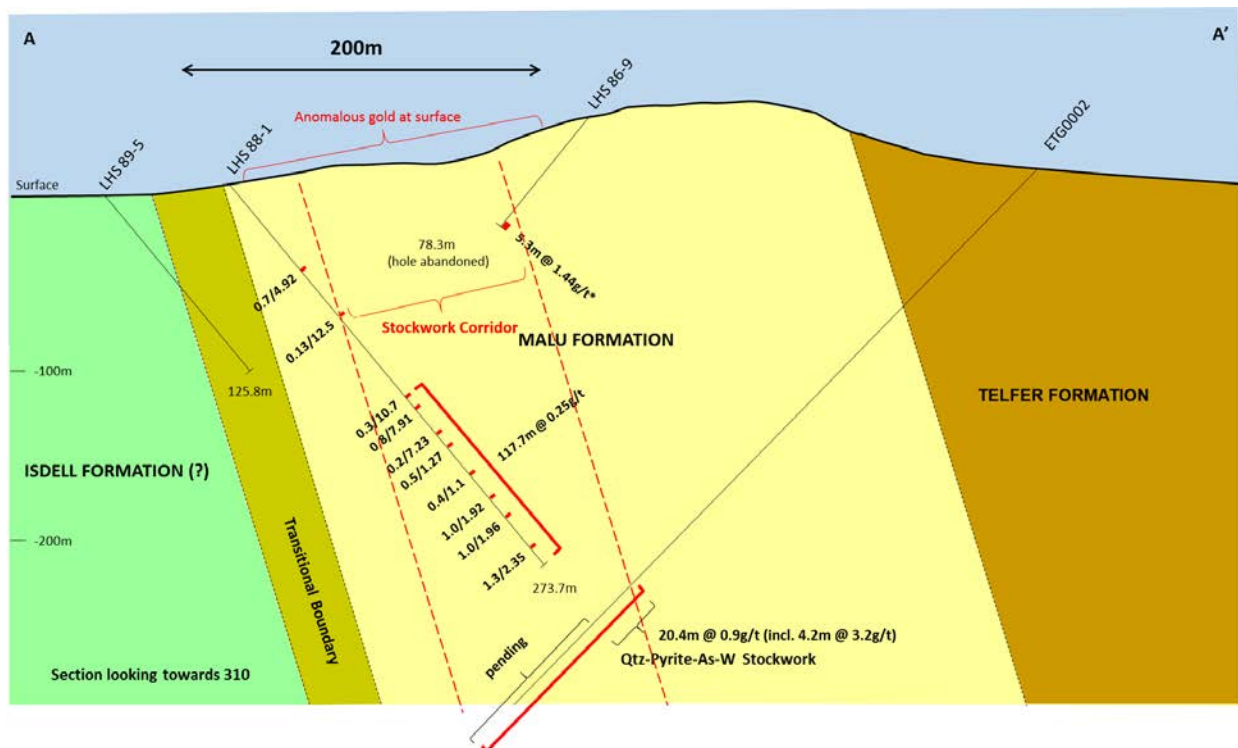 A
A'
200m
LHS 86-9
Anomalous gold at surface
LHS 88-1
LHS 89-5
ETG0002
Surface
78.3m
(hole abandoned)
5.3m @ 1.44g/t*
0.7/4.92
0.13/12.5
Stockwork Corridor
MALU FORMATION
-100m
125.8m
TELFER FORMATION
0.3/10.7
0.8/7.91
0.2/7.23
0.5/1.27
0.4/1.1
1.0/1.92
1.0/1.96
1.3/2.35
117.7m @ 0.25g/t
ISDELL FORMATION (?)
-200m
Transitional Boundary
273.7m
pending
20.4m @ 0.9g/t (incl. 4.2m @ 3.2g/t)
Qtz-Pyrite-As-W Stockwork
Section looking towards 310